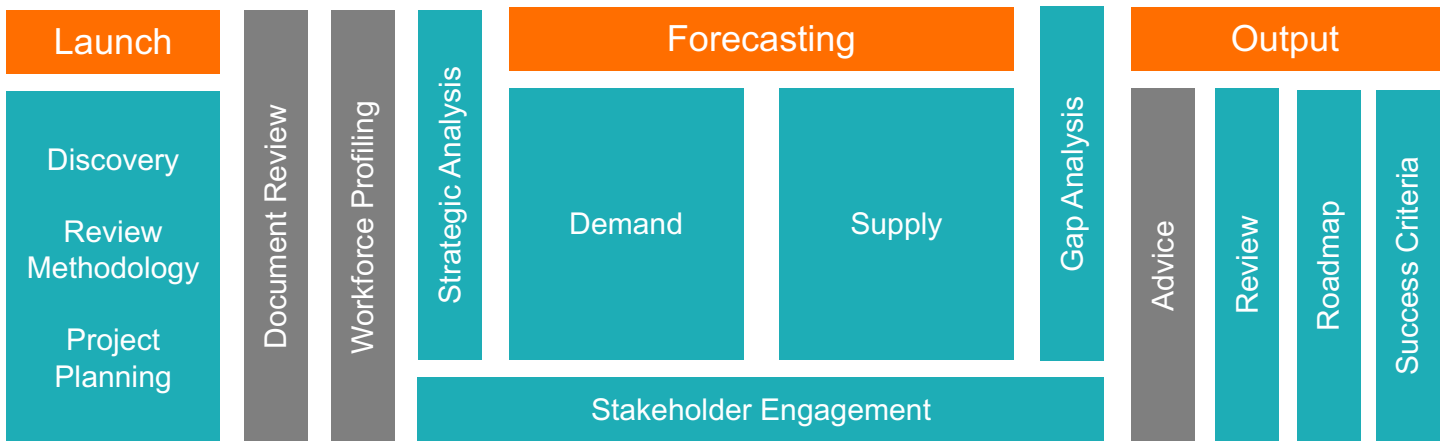 Launch
Discovery
Review
Methodology
Project
Planning
Document Review
Workforce Profiling
Strategic Analysis
Forecasting
Demand
Supply
Gap Analysis
Stakeholder Engagement
Output
Advice
Review
Roadmap
Success Criteria